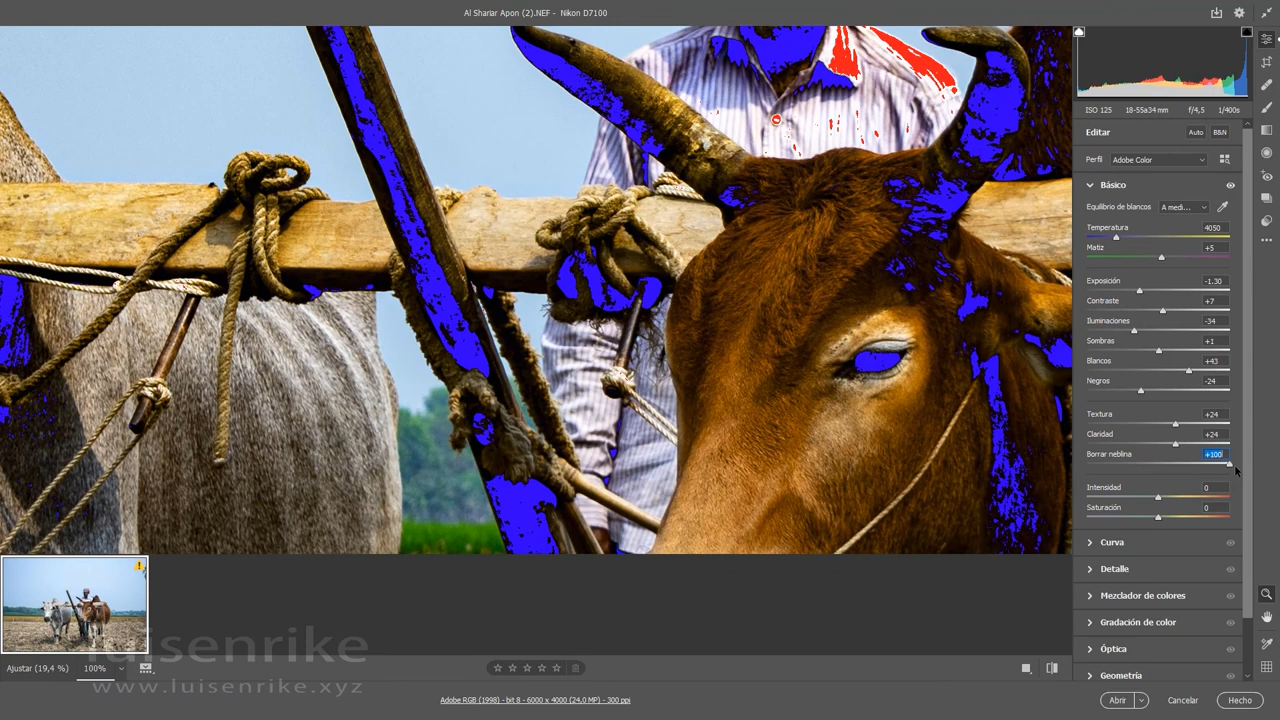 Al Shariar Apon (2).NEF - Nikon D7100
ISO 125 18-55a34 mm f/4,5 1/400s
Editar Auto B&N
Perfil Adobe Color
Básico
Equilibrio de blancos A medi...
Temperatura 4050
Matiz +5
Exposición -1.30
Contraste +7
Iluminaciones -34
Sombras +1
Blancos +43
Negros -24
Textura +24
Claridad +24
Borrar neblina +100
Intensidad 0
Saturación 0
Curva
Detalle
Mezclador de colores
Gradación de color
Óptica
Geometria
luisenrike
www.luisenrike.xyz
Ajustar (19,4 %) 100%
Adobe RGB (1998) - bit 8 - 6000 x 4000 (24,0 MP) - 300 ppi
Abrir Cancelar Hecho